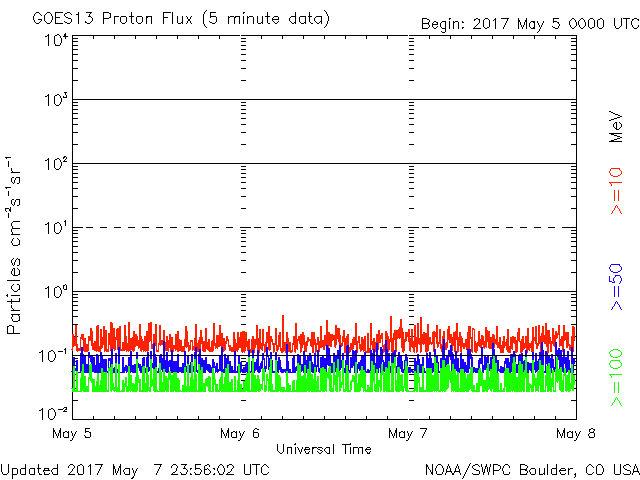 GOES13 Proton Flux (5 minute data)
Begin: 2017 May 5 0000 UTC
Particles cm⁻²s⁻¹sr⁻¹
10⁴
10³
10²
10¹
10⁰
10⁻¹
10⁻²
MeV
>=10
>=50
>=100
May 5
May 6
May 7
May 8
Universal Time
Updated 2017 May 7 23:56:02 UTC
NOAA/SWPC Boulder, CO USA